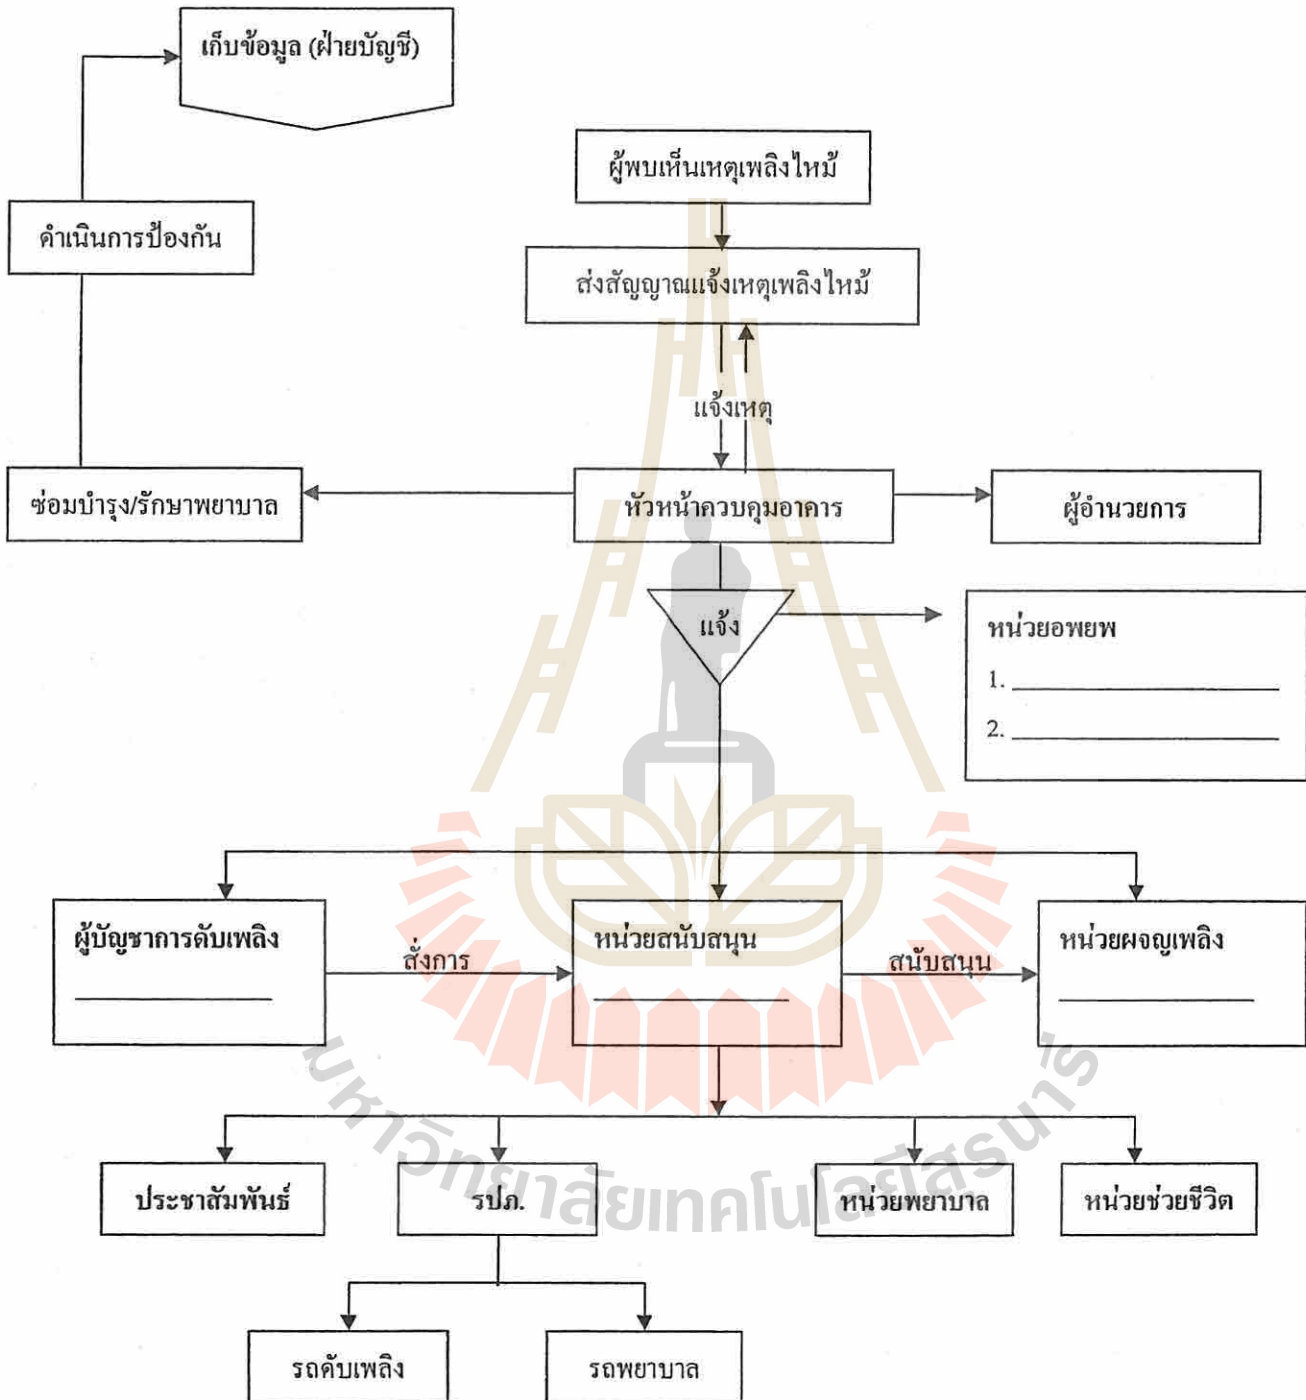 เก็บข้อมูล (ฝ่ายบัญชี)
ผู้พบเห็นเหตุเพลิงไหม้
ดำเนินการป้องกัน
ส่งสัญญาณแจ้งเหตุเพลิงไหม้
แจ้งเหตุ
ซ่อมบำรุง/รักษาพยาบาล
หัวหน้าควบคุมอาคาร
ผู้อำนวยการ
แจ้ง
หน่วยอพยพ
1.
2.
ผู้บัญชาการดับเพลิง
สั่งการ
หน่วยสนับสนุน
สนับสนุน
หน่วยผจญเพลิง
ประชาสัมพันธ์
รปภ.
หน่วยพยาบาล
หน่วยช่วยชีวิต
รถดับเพลิง
รถพยาบาล
มหาวิทยาลัยเทคโนโลยีสุรนารี